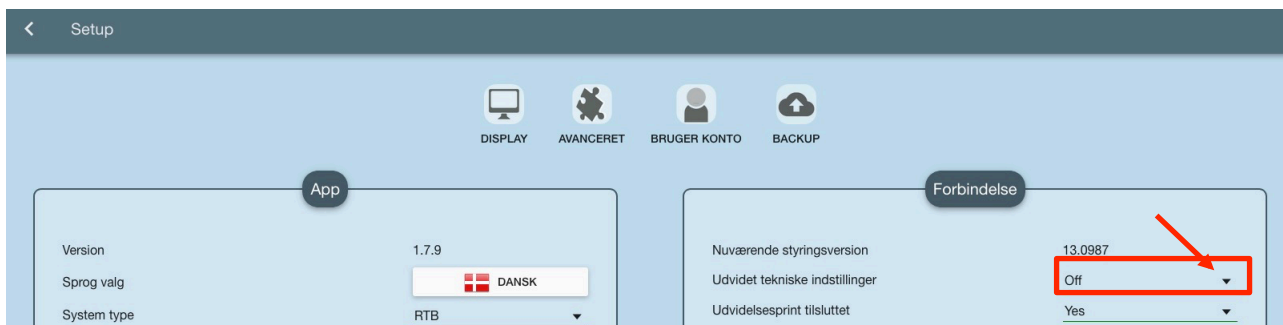 Setup
DISPLAY AVANCERET BRUGER KONTO BACKUP
App
Version 1.7.9
Sprog valg DANSK
System type RTB
Forbindelse
Nuværende styringsversion 13.0987
Udvidet tekniske indstillinger Off
Udvidelsesprint tilsluttet Yes